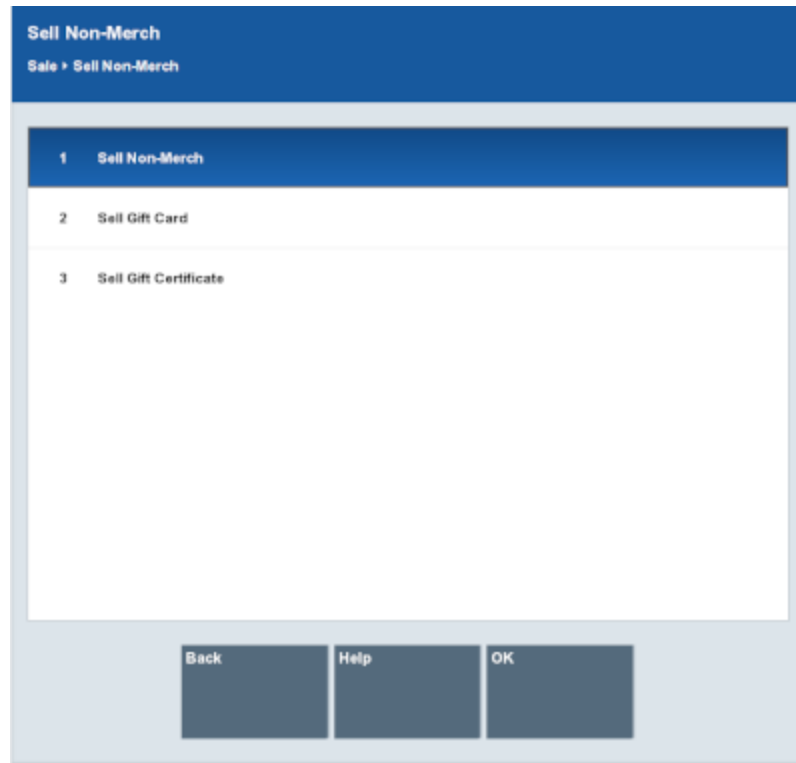 Sell Non-Merch
Sale ▸ Sell Non-Merch
1 Sell Non-Merch
2 Sell Gift Card
3 Sell Gift Certificate
Back Help OK